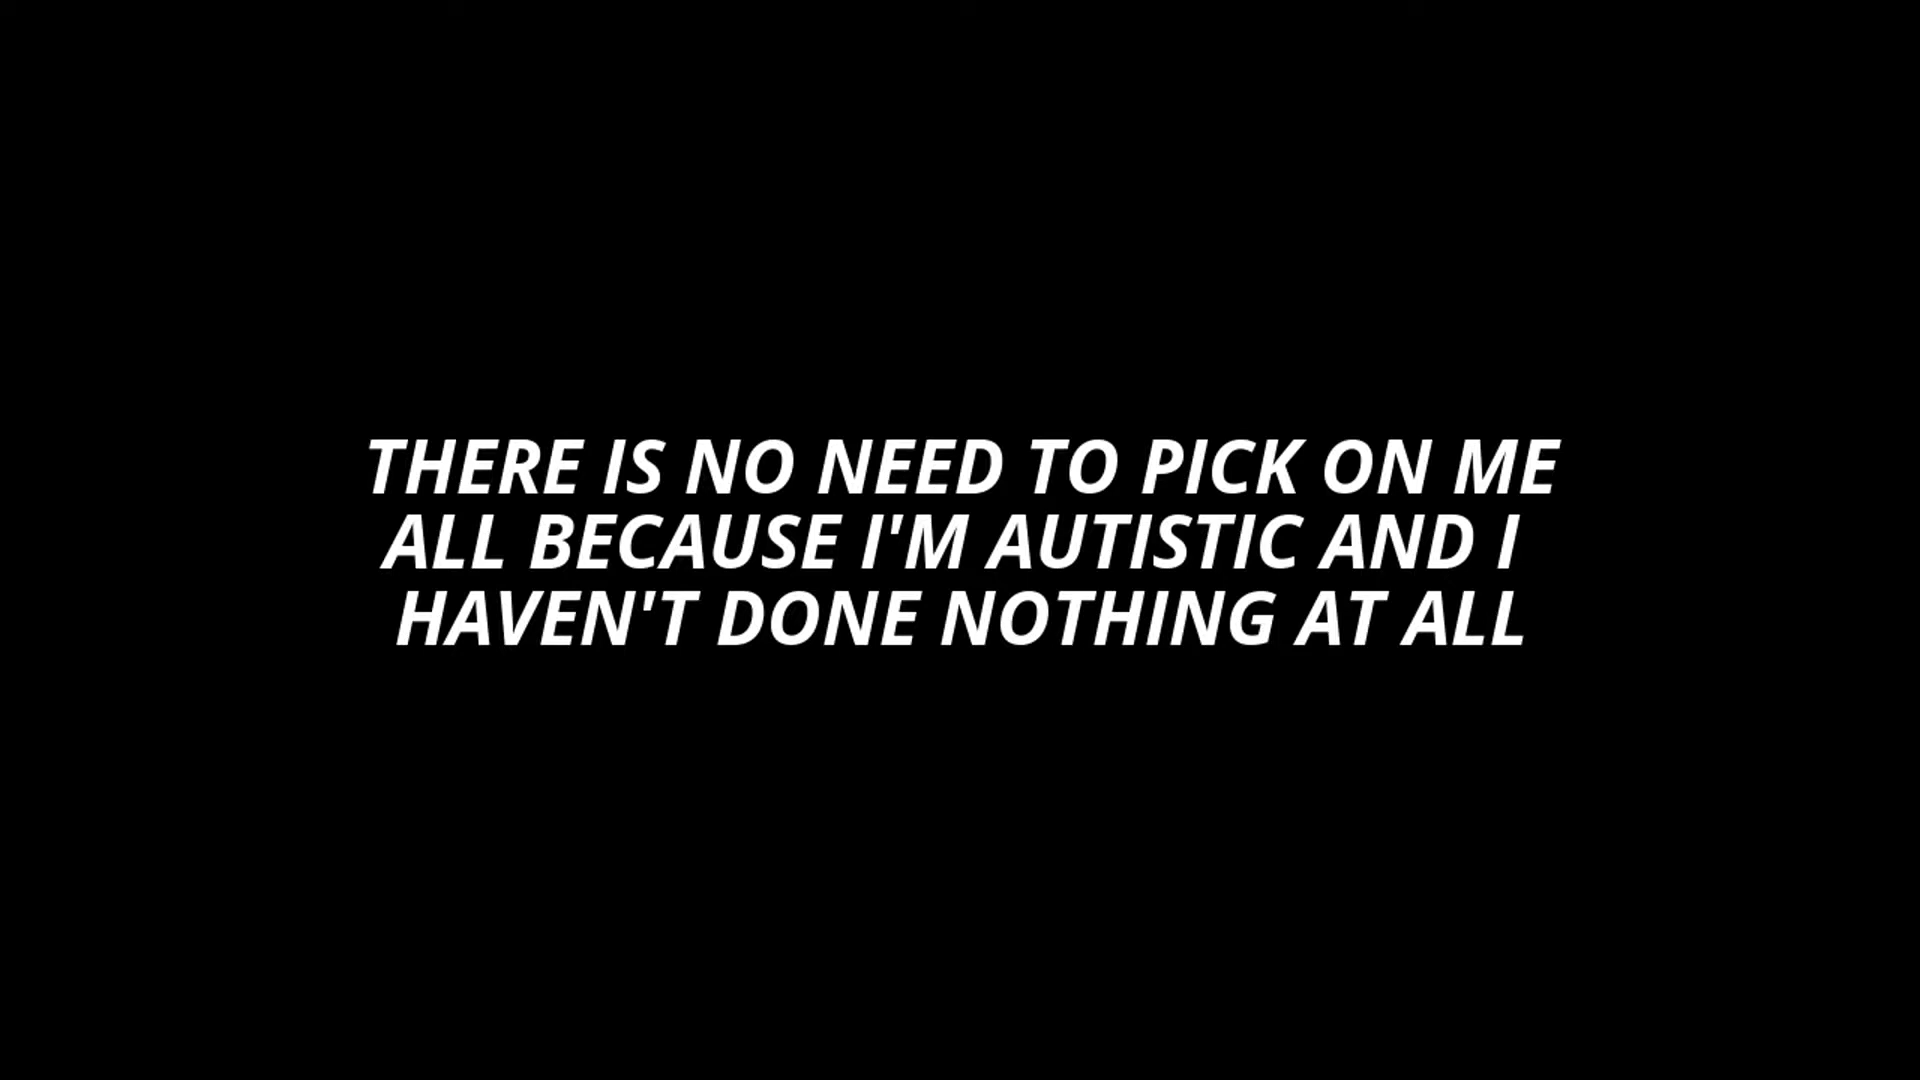 THERE IS NO NEED TO PICK ON ME
ALL BECAUSE I'M AUTISTIC AND I
HAVEN'T DONE NOTHING AT ALL